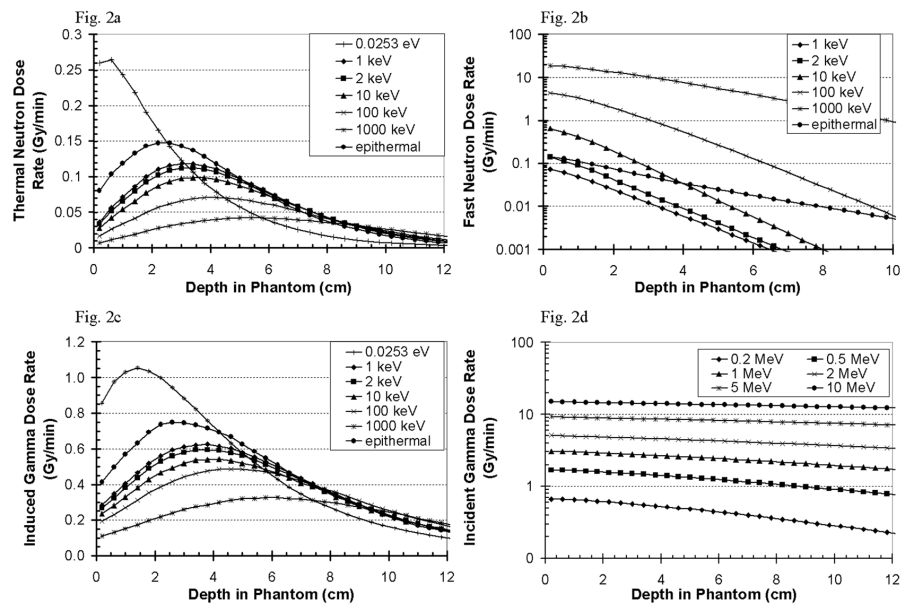 Fig. 2a
Thermal Neutron Dose
Rate (Gy/min)
0.3
0.25
0.2
0.15
0.1
0.05
0
0.0253 eV
1 keV
2 keV
10 keV
100 keV
1000 keV
epithermal
0 2 4 6 8 10 12
Depth in Phantom (cm)
Fig. 2b
Fast Neutron Dose Rate
(Gy/min)
100
10
1
0.1
0.01
0.001
1 keV
2 keV
10 keV
100 keV
1000 keV
epithermal
0 2 4 6 8 10
Depth in Phantom (cm)
Fig. 2c
Induced Gamma Dose Rate
(Gy/min)
1.2
1.0
0.8
0.6
0.4
0.2
0.0
0.0253 eV
1 keV
2 keV
10 keV
100 keV
1000 keV
epithermal
0 2 4 6 8 10 12
Depth in Phantom (cm)
Fig. 2d
Incident Gamma Dose Rate
(Gy/min)
100
10
1
0
0.2 MeV 0.5 MeV
1 MeV 2 MeV
5 MeV 10 MeV
0 2 4 6 8 10 12
Depth in Phantom (cm)